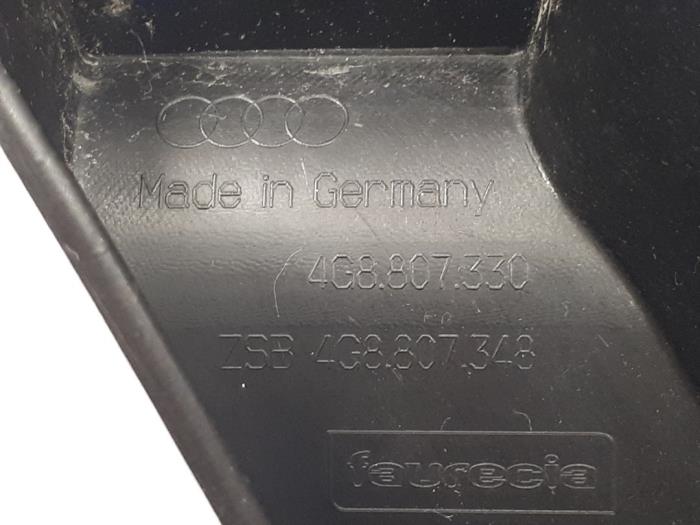 Made in Germany
4G8.807.330
ZSB 4G8.807.348
faurecia